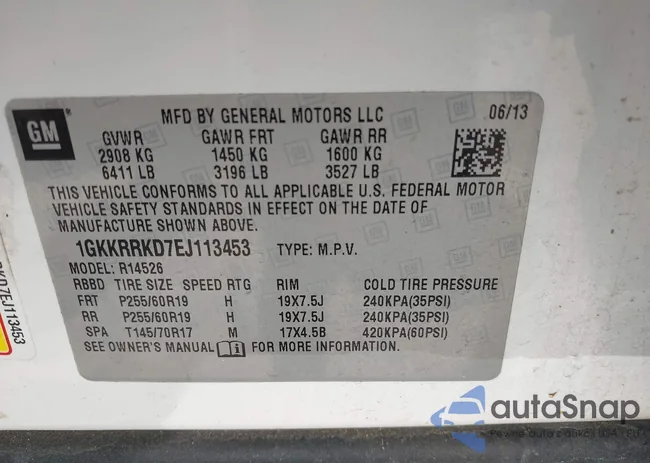 GM
MFD BY GENERAL MOTORS LLC 06/13
GVWR GAWR FRT GAWR RR
2908 KG 1450 KG 1600 KG
6411 LB 3196 LB 3527 LB
THIS VEHICLE CONFORMS TO ALL APPLICABLE U.S. FEDERAL MOTOR
VEHICLE SAFETY STANDARDS IN EFFECT ON THE DATE OF
MANUFACTURE SHOWN ABOVE.
1GKKRRKD7EJ113453 TYPE: M.P.V.
MODEL: R14526
RBBD TIRE SIZE SPEED RTG RIM COLD TIRE PRESSURE
FRT P255/60R19 H 19X7.5J 240KPA(35PSI)
RR P255/60R19 H 19X7.5J 240KPA(35PSI)
SPA T145/70R17 M 17X4.5B 420KPA(60PSI)
SEE OWNER'S MANUAL FOR MORE INFORMATION.
KD7EJ113453
autaSnap